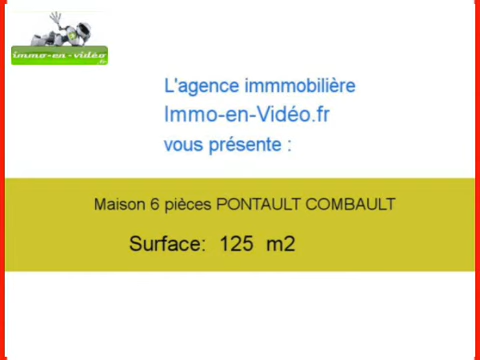 immo-en-vidéo
.fr
L'agence immmobilière
Immo-en-Vidéo.fr
vous présente :
Maison 6 pièces PONTAULT COMBAULT
Surface: 125 m2